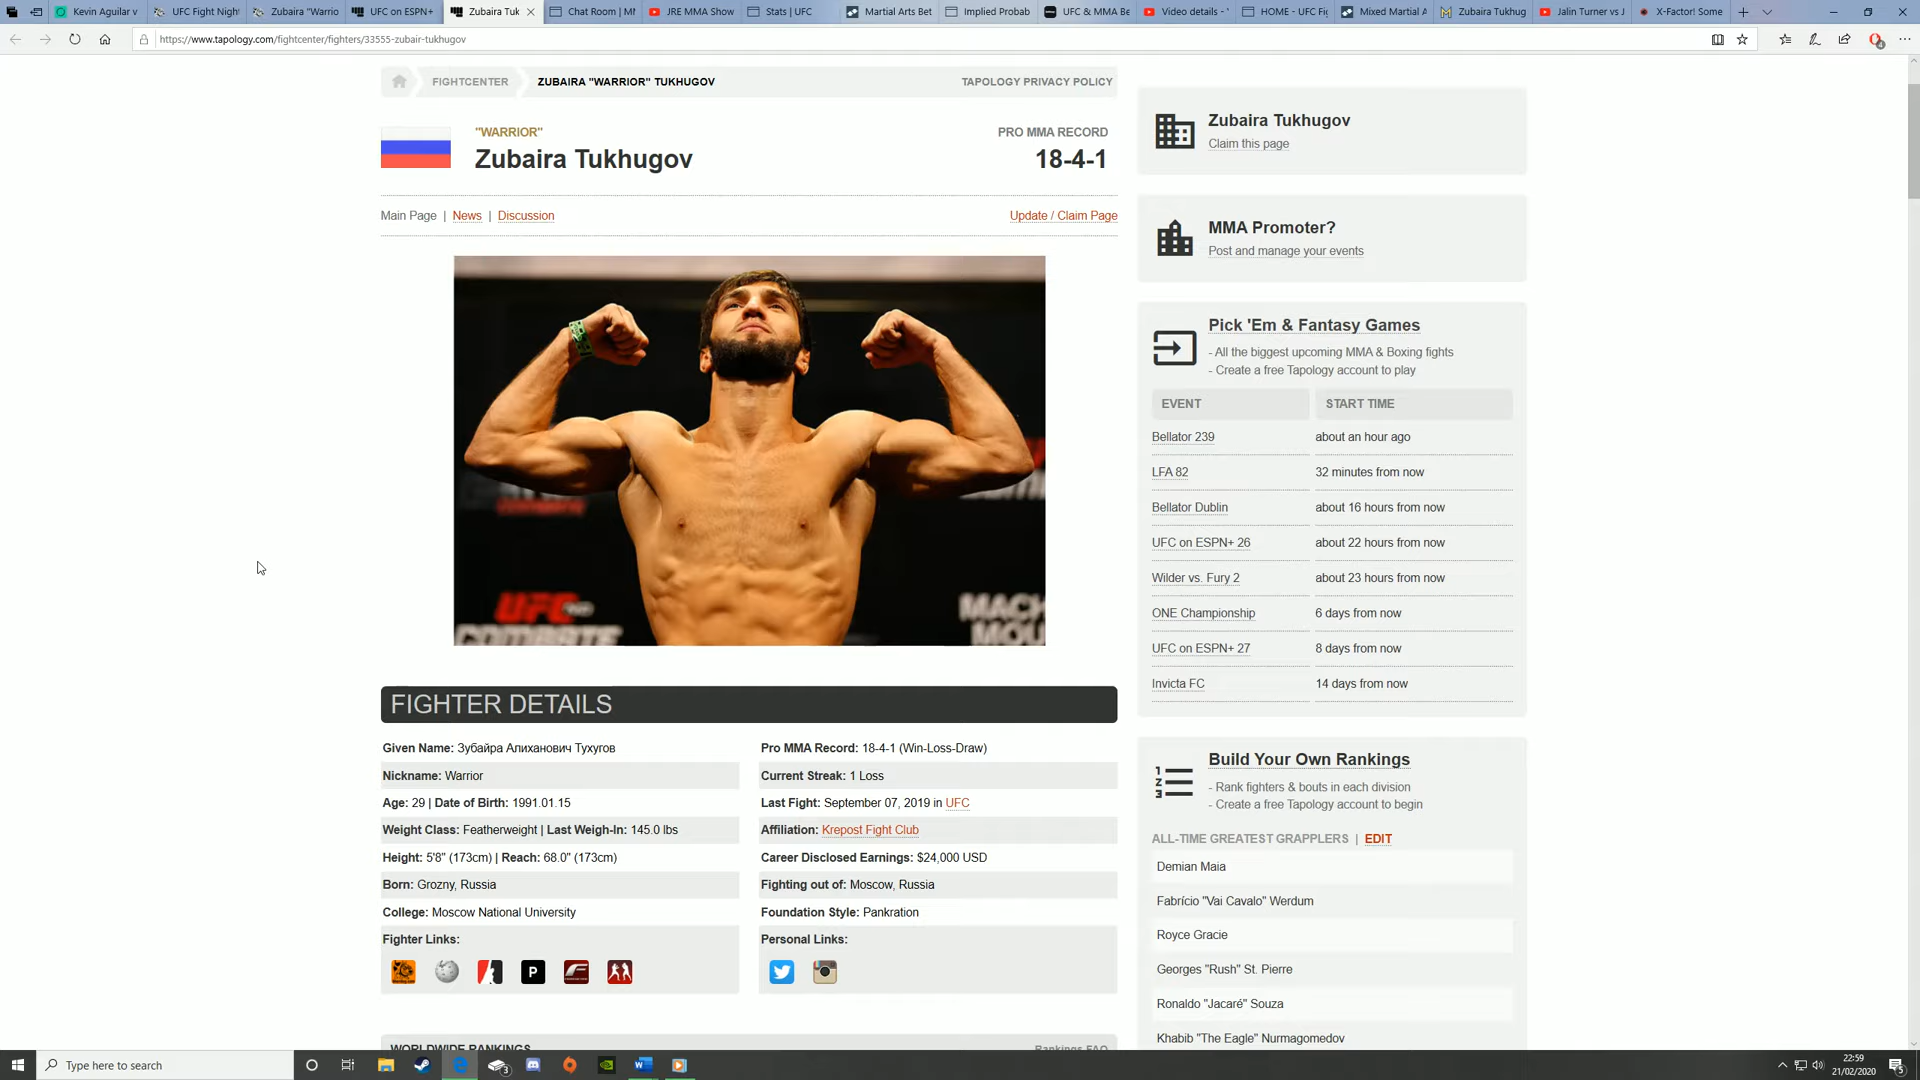 Kevin Aguilar v
UFC Fight Night
Zubaira "Warrio
UFC on ESPN+
Zubaira Tuk
Chat Room | MM
JRE MMA Show
Stats | UFC
Martial Arts Bet
Implied Probab
UFC & MMA Be
Video details -
HOME - UFC Fig
Mixed Martial A
Zubaira Tukhug
Jalin Turner vs J
X-Factor! Some
https://www.tapology.com/fightcenter/fighters/33555-zubair-tukhugov
FIGHTCENTER
ZUBAIRA "WARRIOR" TUKHUGOV
TAPOLOGY PRIVACY POLICY
"WARRIOR"
Zubaira Tukhugov
PRO MMA RECORD
18-4-1
Main Page | News | Discussion
Update / Claim Page
UFC
COMBATE
MACH
MOU
FIGHTER DETAILS
Given Name: Зубайра Алиханович Тухугов
Nickname: Warrior
Age: 29 | Date of Birth: 1991.01.15
Weight Class: Featherweight | Last Weigh-In: 145.0 lbs
Height: 5'8" (173cm) | Reach: 68.0" (173cm)
Born: Grozny, Russia
College: Moscow National University
Fighter Links:
P
Pro MMA Record: 18-4-1 (Win-Loss-Draw)
Current Streak: 1 Loss
Last Fight: September 07, 2019 in UFC
Affiliation: Krepost Fight Club
Career Disclosed Earnings: $24,000 USD
Fighting out of: Moscow, Russia
Foundation Style: Pankration
Personal Links:
WORLDWIDE RANKINGS
Rankings FAQ
Zubaira Tukhugov
Claim this page
MMA Promoter?
Post and manage your events
Pick 'Em & Fantasy Games
- All the biggest upcoming MMA & Boxing fights
- Create a free Tapology account to play
EVENT START TIME
Bellator 239 about an hour ago
LFA 82 32 minutes from now
Bellator Dublin about 16 hours from now
UFC on ESPN+ 26 about 22 hours from now
Wilder vs. Fury 2 about 23 hours from now
ONE Championship 6 days from now
UFC on ESPN+ 27 8 days from now
Invicta FC 14 days from now
Build Your Own Rankings
- Rank fighters & bouts in each division
- Create a free Tapology account to begin
ALL-TIME GREATEST GRAPPLERS | EDIT
Demian Maia
Fabrício "Vai Cavalo" Werdum
Royce Gracie
Georges "Rush" St. Pierre
Ronaldo "Jacaré" Souza
Khabib "The Eagle" Nurmagomedov
Type here to search
22:59
21/02/2020